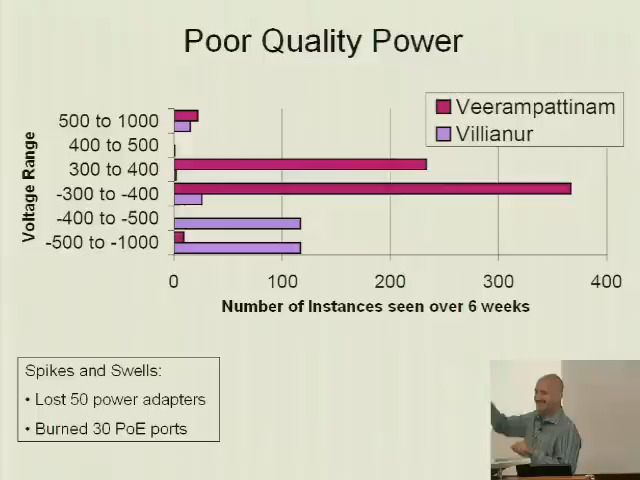 Poor Quality Power
Veerampattinam
Villianur
Voltage Range
500 to 1000
400 to 500
300 to 400
-300 to -400
-400 to -500
-500 to -1000
0 100 200 300 400
Number of Instances seen over 6 weeks
Spikes and Swells:
• Lost 50 power adapters
• Burned 30 PoE ports